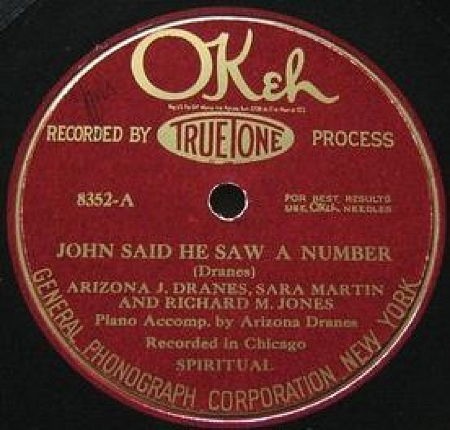 OKeh
RECORDED BY TRUETONE PROCESS
8352-A
FOR BEST RESULTS
USE OKeh NEEDLES
JOHN SAID HE SAW A NUMBER
(Dranes)
ARIZONA J. DRANES, SARA MARTIN
AND RICHARD M. JONES
Piano Accomp. by Arizona Dranes
Recorded in Chicago
SPIRITUAL
GENERAL PHONOGRAPH CORPORATION NEW YORK